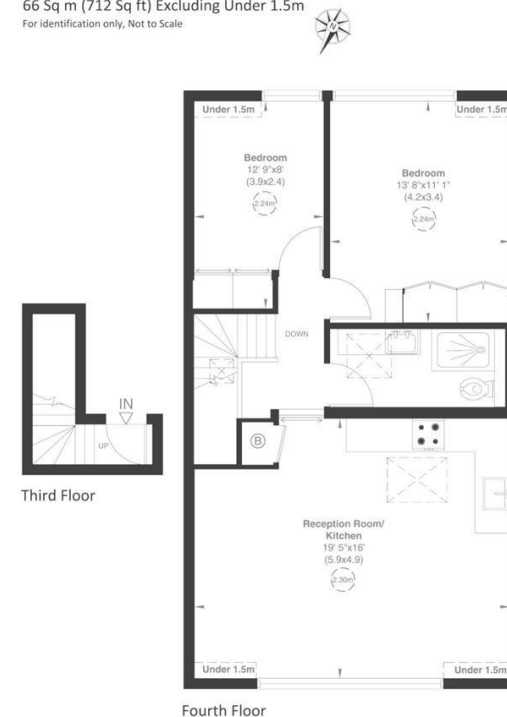 66 Sq m (712 Sq ft) Excluding Under 1.5m
For identification only, Not to Scale
N
Under 1.5m
Under 1.5m
Bedroom
12' 9"x8'
(3.9x2.4)
2.24m
Bedroom
13' 8"x11' 1"
(4.2x3.4)
2.24m
DOWN
IN
UP
B
Third Floor
Reception Room/
Kitchen
19' 5"x16'
(5.9x4.9)
2.30m
Under 1.5m
Under 1.5m
Fourth Floor